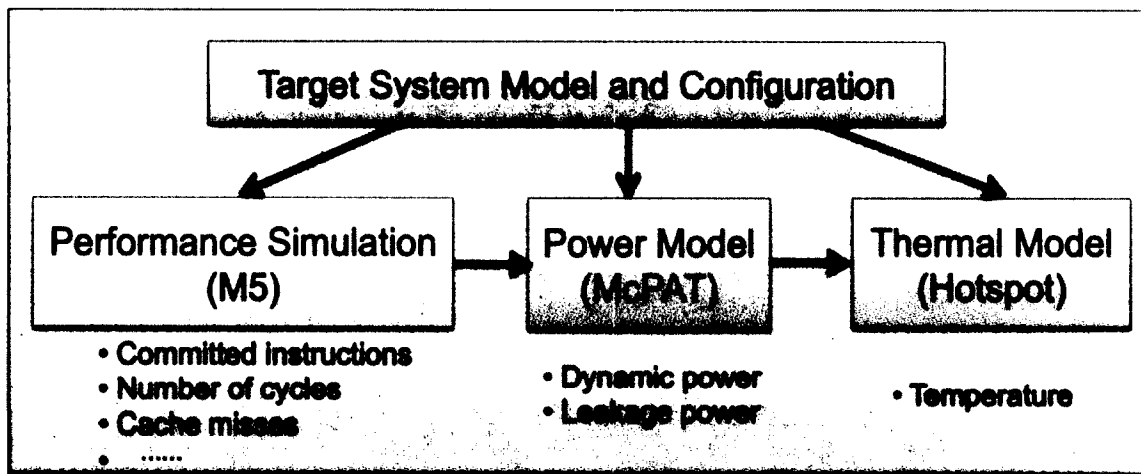 Target System Model and Configuration
Performance Simulation
(M5)
Power Model
(McPAT)
Thermal Model
(Hotspot)
• Committed instructions
• Number of cycles
• Cache misses
• ......
• Dynamic power
• Leakage power
• Temperature